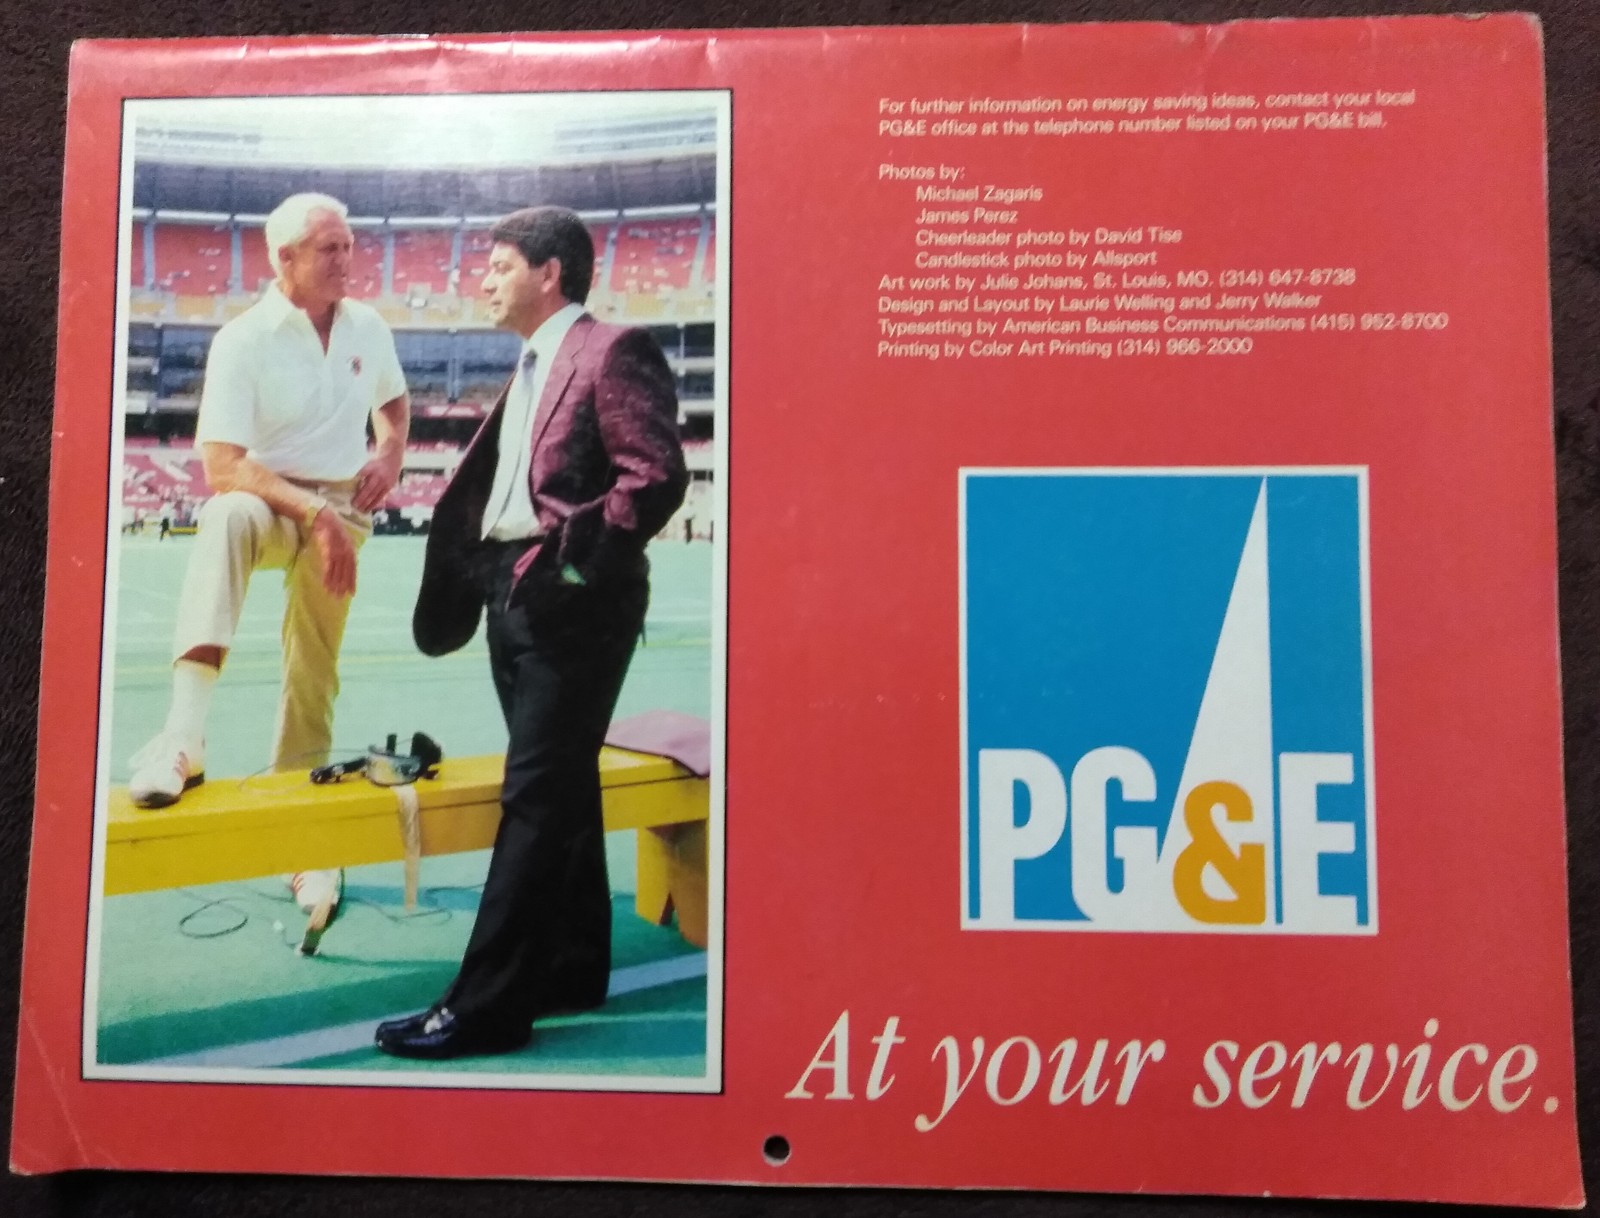 For further information on energy saving ideas, contact your local
PG&E office at the telephone number listed on your PG&E bill.
Photos by:
Michael Zagaris
James Perez
Cheerleader photo by David Tise
Candlestick photo by Allsport
Art work by Julie Johans, St. Louis, MO. (314) 647-8738
Design and Layout by Laurie Welling and Jerry Walker
Typesetting by American Business Communications (415) 952-8700
Printing by Color Art Printing (314) 966-2000
PG&E
At your service.